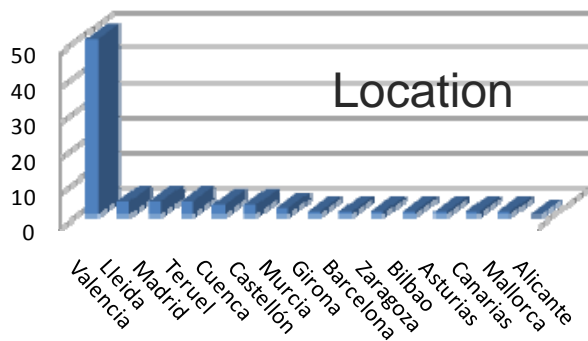 50
40
30
20
10
0
Location
Valencia
Lleida
Madrid
Teruel
Cuenca
Castellón
Murcia
Girona
Barcelona
Zaragoza
Bilbao
Asturias
Canarias
Mallorca
Alicante